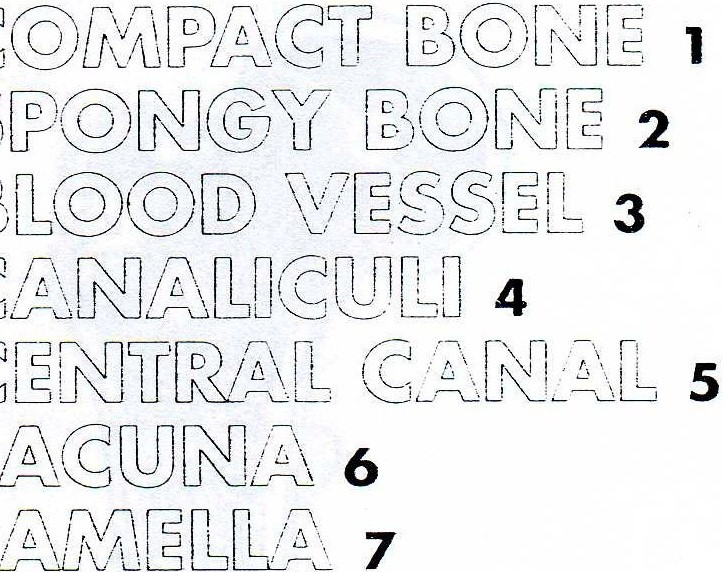 COMPACT BONE 1
SPONGY BONE 2
BLOOD VESSEL 3
CANALICULI 4
CENTRAL CANAL 5
LACUNA 6
LAMELLA 7